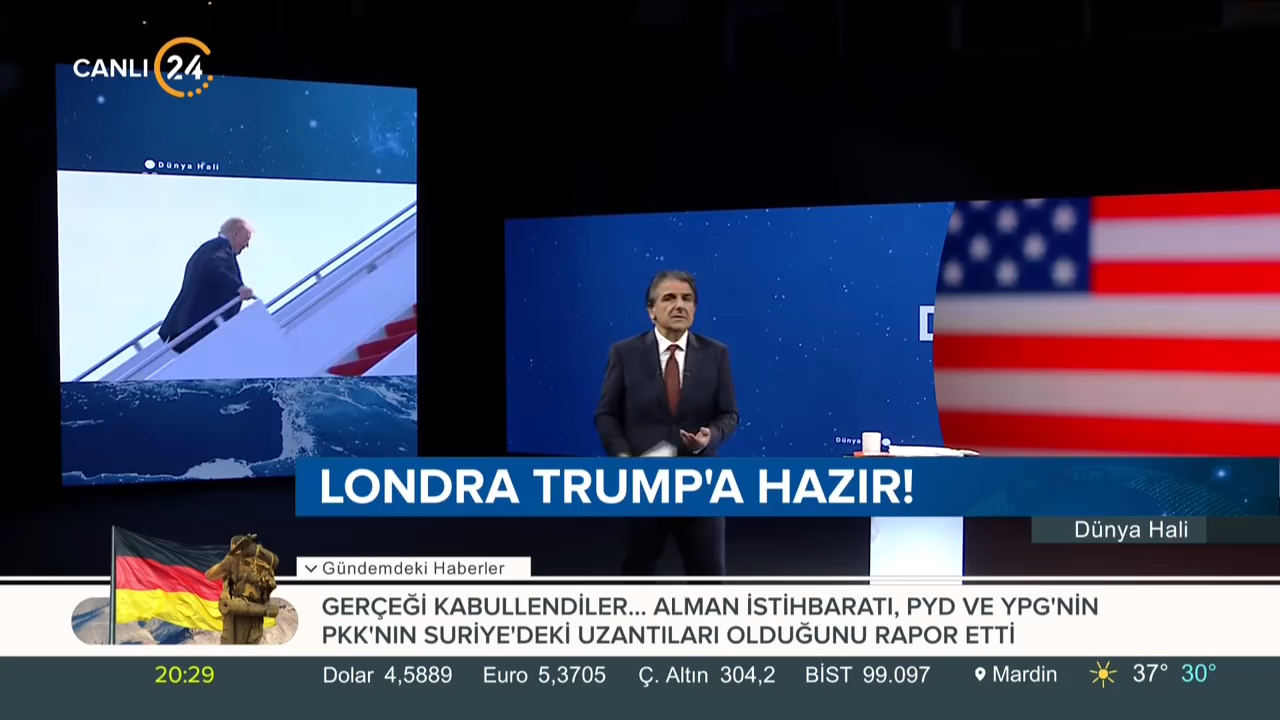 CANLI 24
Dünya Hali
Dünya
LONDRA TRUMP'A HAZIR!
Dünya Hali
Gündemdeki Haberler
GERÇEĞİ KABULLENDİLER... ALMAN İSTİHBARATI, PYD VE YPG'NİN
PKK'NIN SURİYE'DEKİ UZANTILARI OLDUĞUNU RAPOR ETTİ
20:29 Dolar 4,5889 Euro 5,3705 Ç. Altın 304,2 BİST 99.097 Mardin 37° 30°